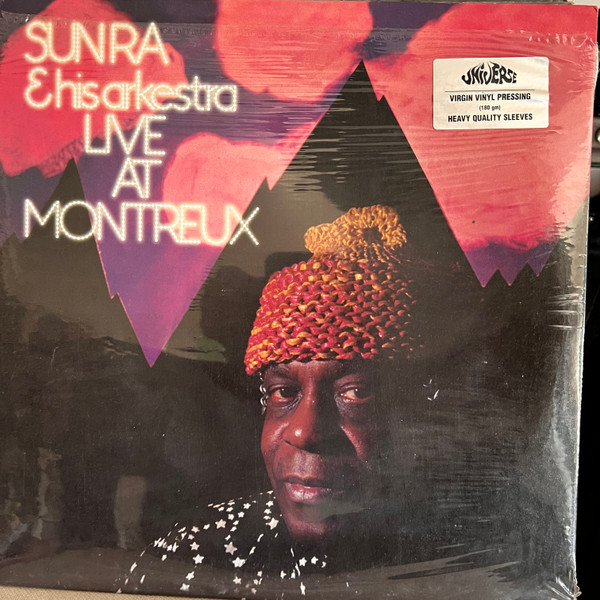 SUN RA
& his arkestra
LIVE
AT
MONTREUX
UNIVERSE
VIRGIN VINYL PRESSING
(180 gm)
HEAVY QUALITY SLEEVES